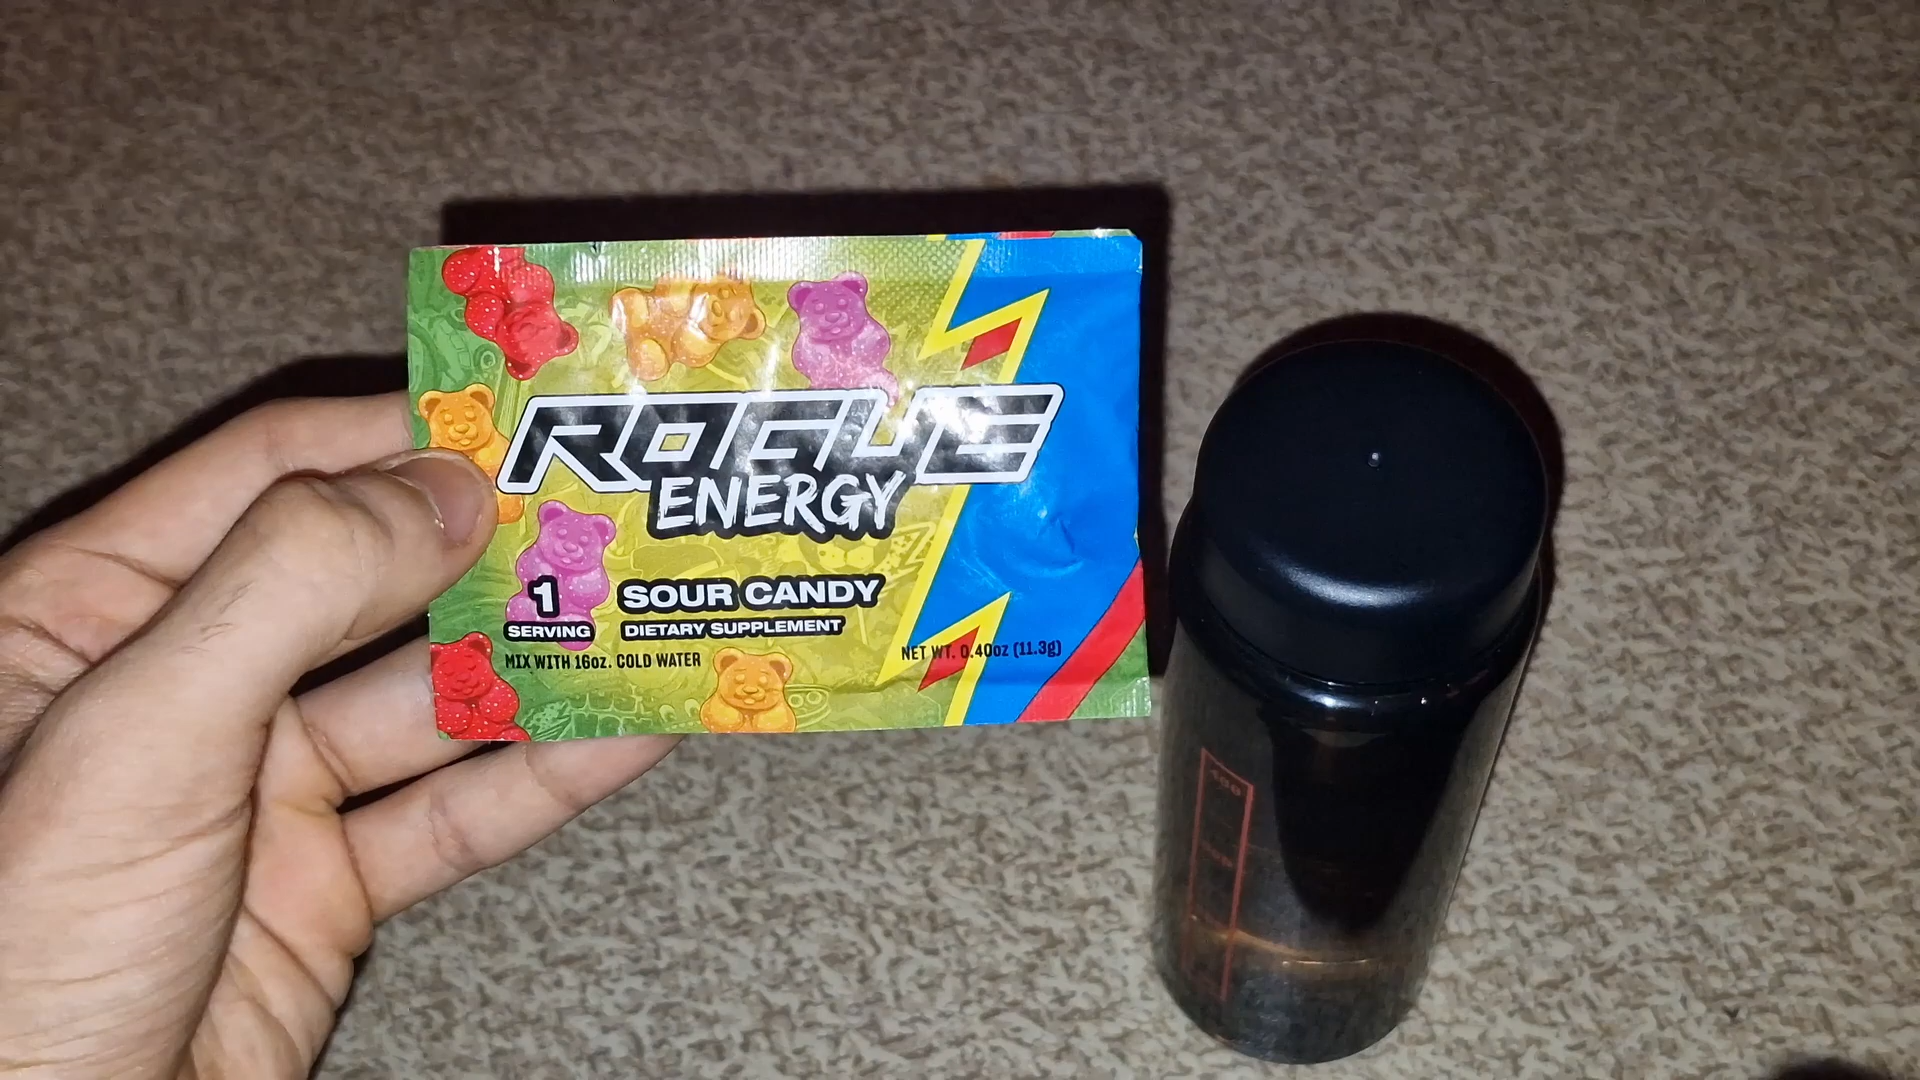 ROGUE
ENERGY
1
SERVING
SOUR CANDY
DIETARY SUPPLEMENT
MIX WITH 16oz. COLD WATER
NET WT. 0.40oz (11.3g)
400